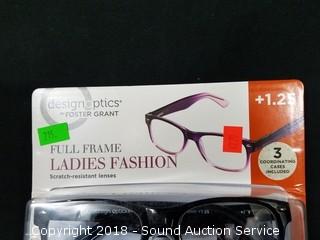 designoptics®
BY FOSTER GRANT
+1.25
FULL FRAME
LADIES FASHION
Scratch-resistant lenses
3
COORDINATING
CASES
INCLUDED
Copyright 2018 - Sound Auction Service